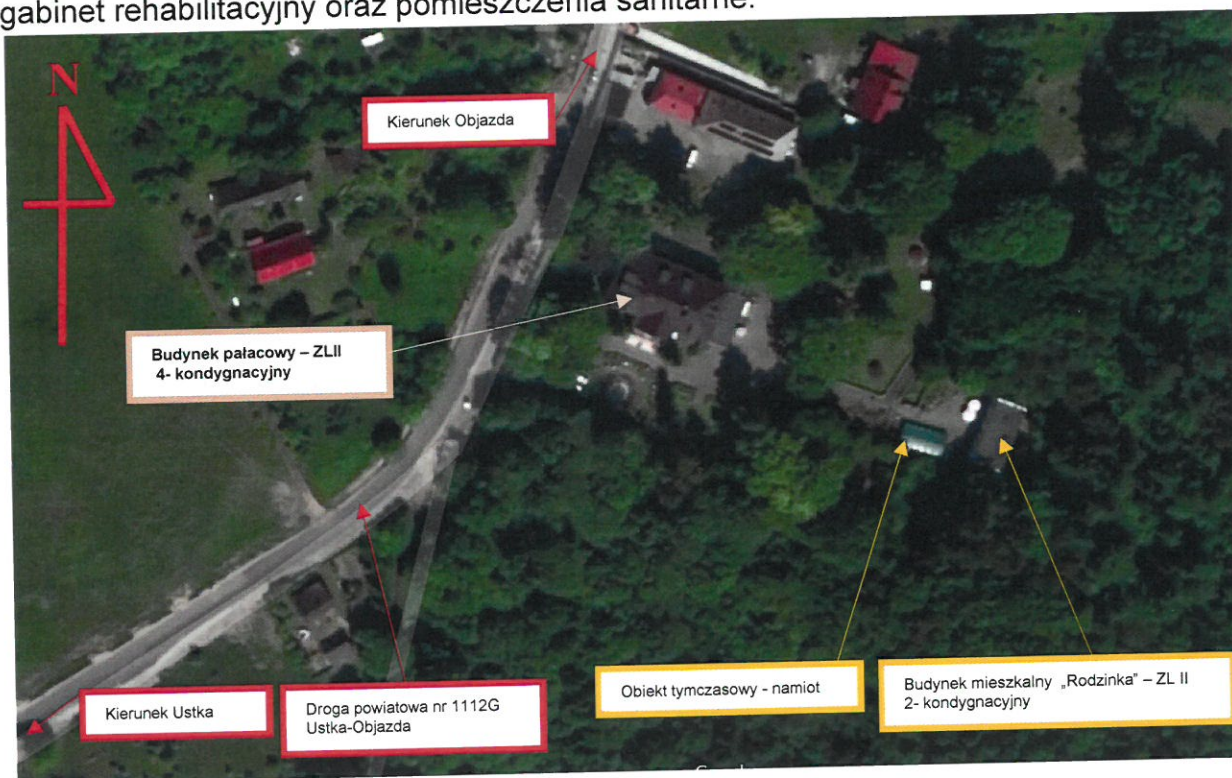 gabinet rehabilitacyjny oraz pomieszczenia sanitarne.
N
Kierunek Objazda
Budynek pałacowy – ZLII
4- kondygnacyjny
Kierunek Ustka
Droga powiatowa nr 1112G
Ustka-Objazda
Obiekt tymczasowy - namiot
Budynek mieszkalny „Rodzinka” – ZL II
2- kondygnacyjny